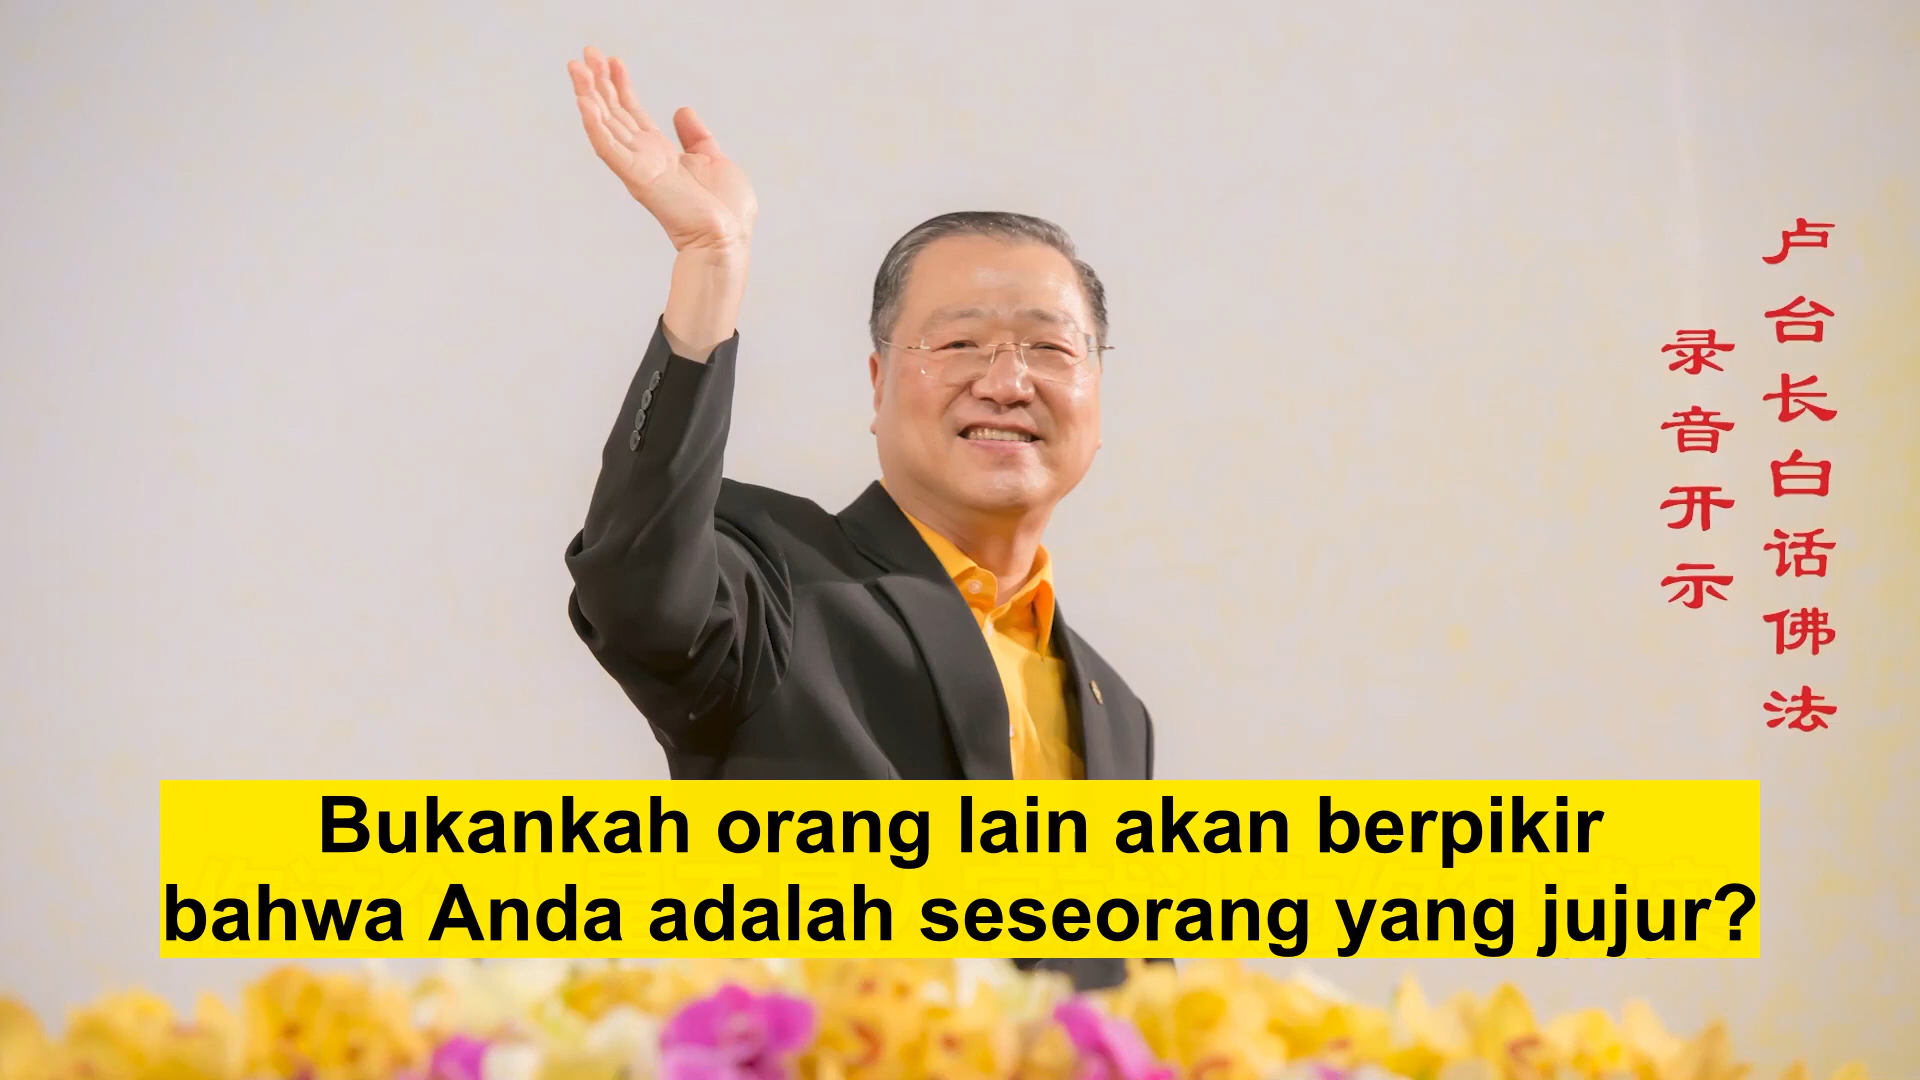 卢台长白话佛法
录音开示
Bukankah orang lain akan berpikir
bahwa Anda adalah seseorang yang jujur?